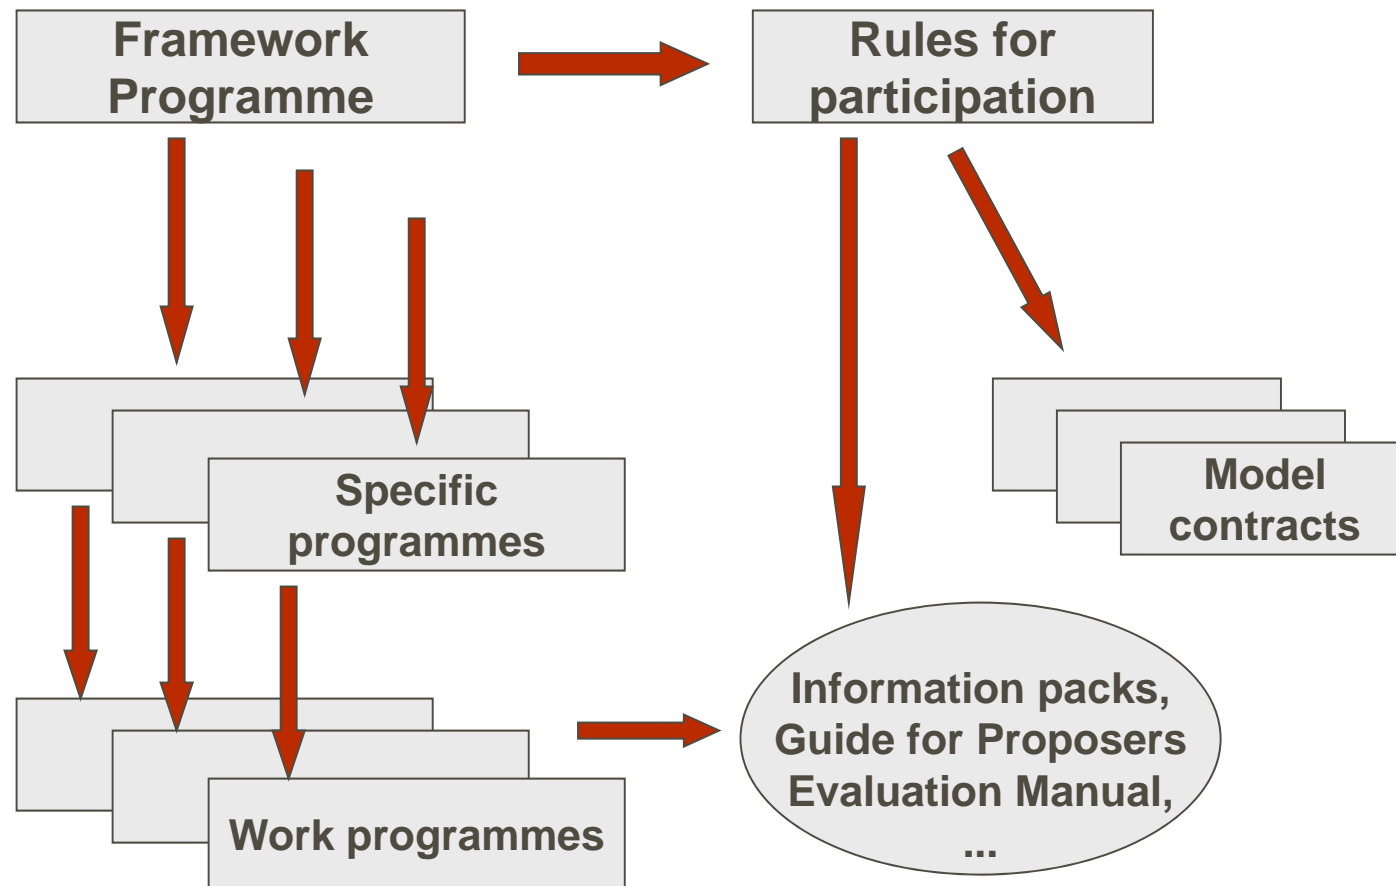 Framework
Programme
Rules for
participation
Specific
programmes
Model
contracts
Information packs,
Guide for Proposers
Evaluation Manual,
...
Work programmes